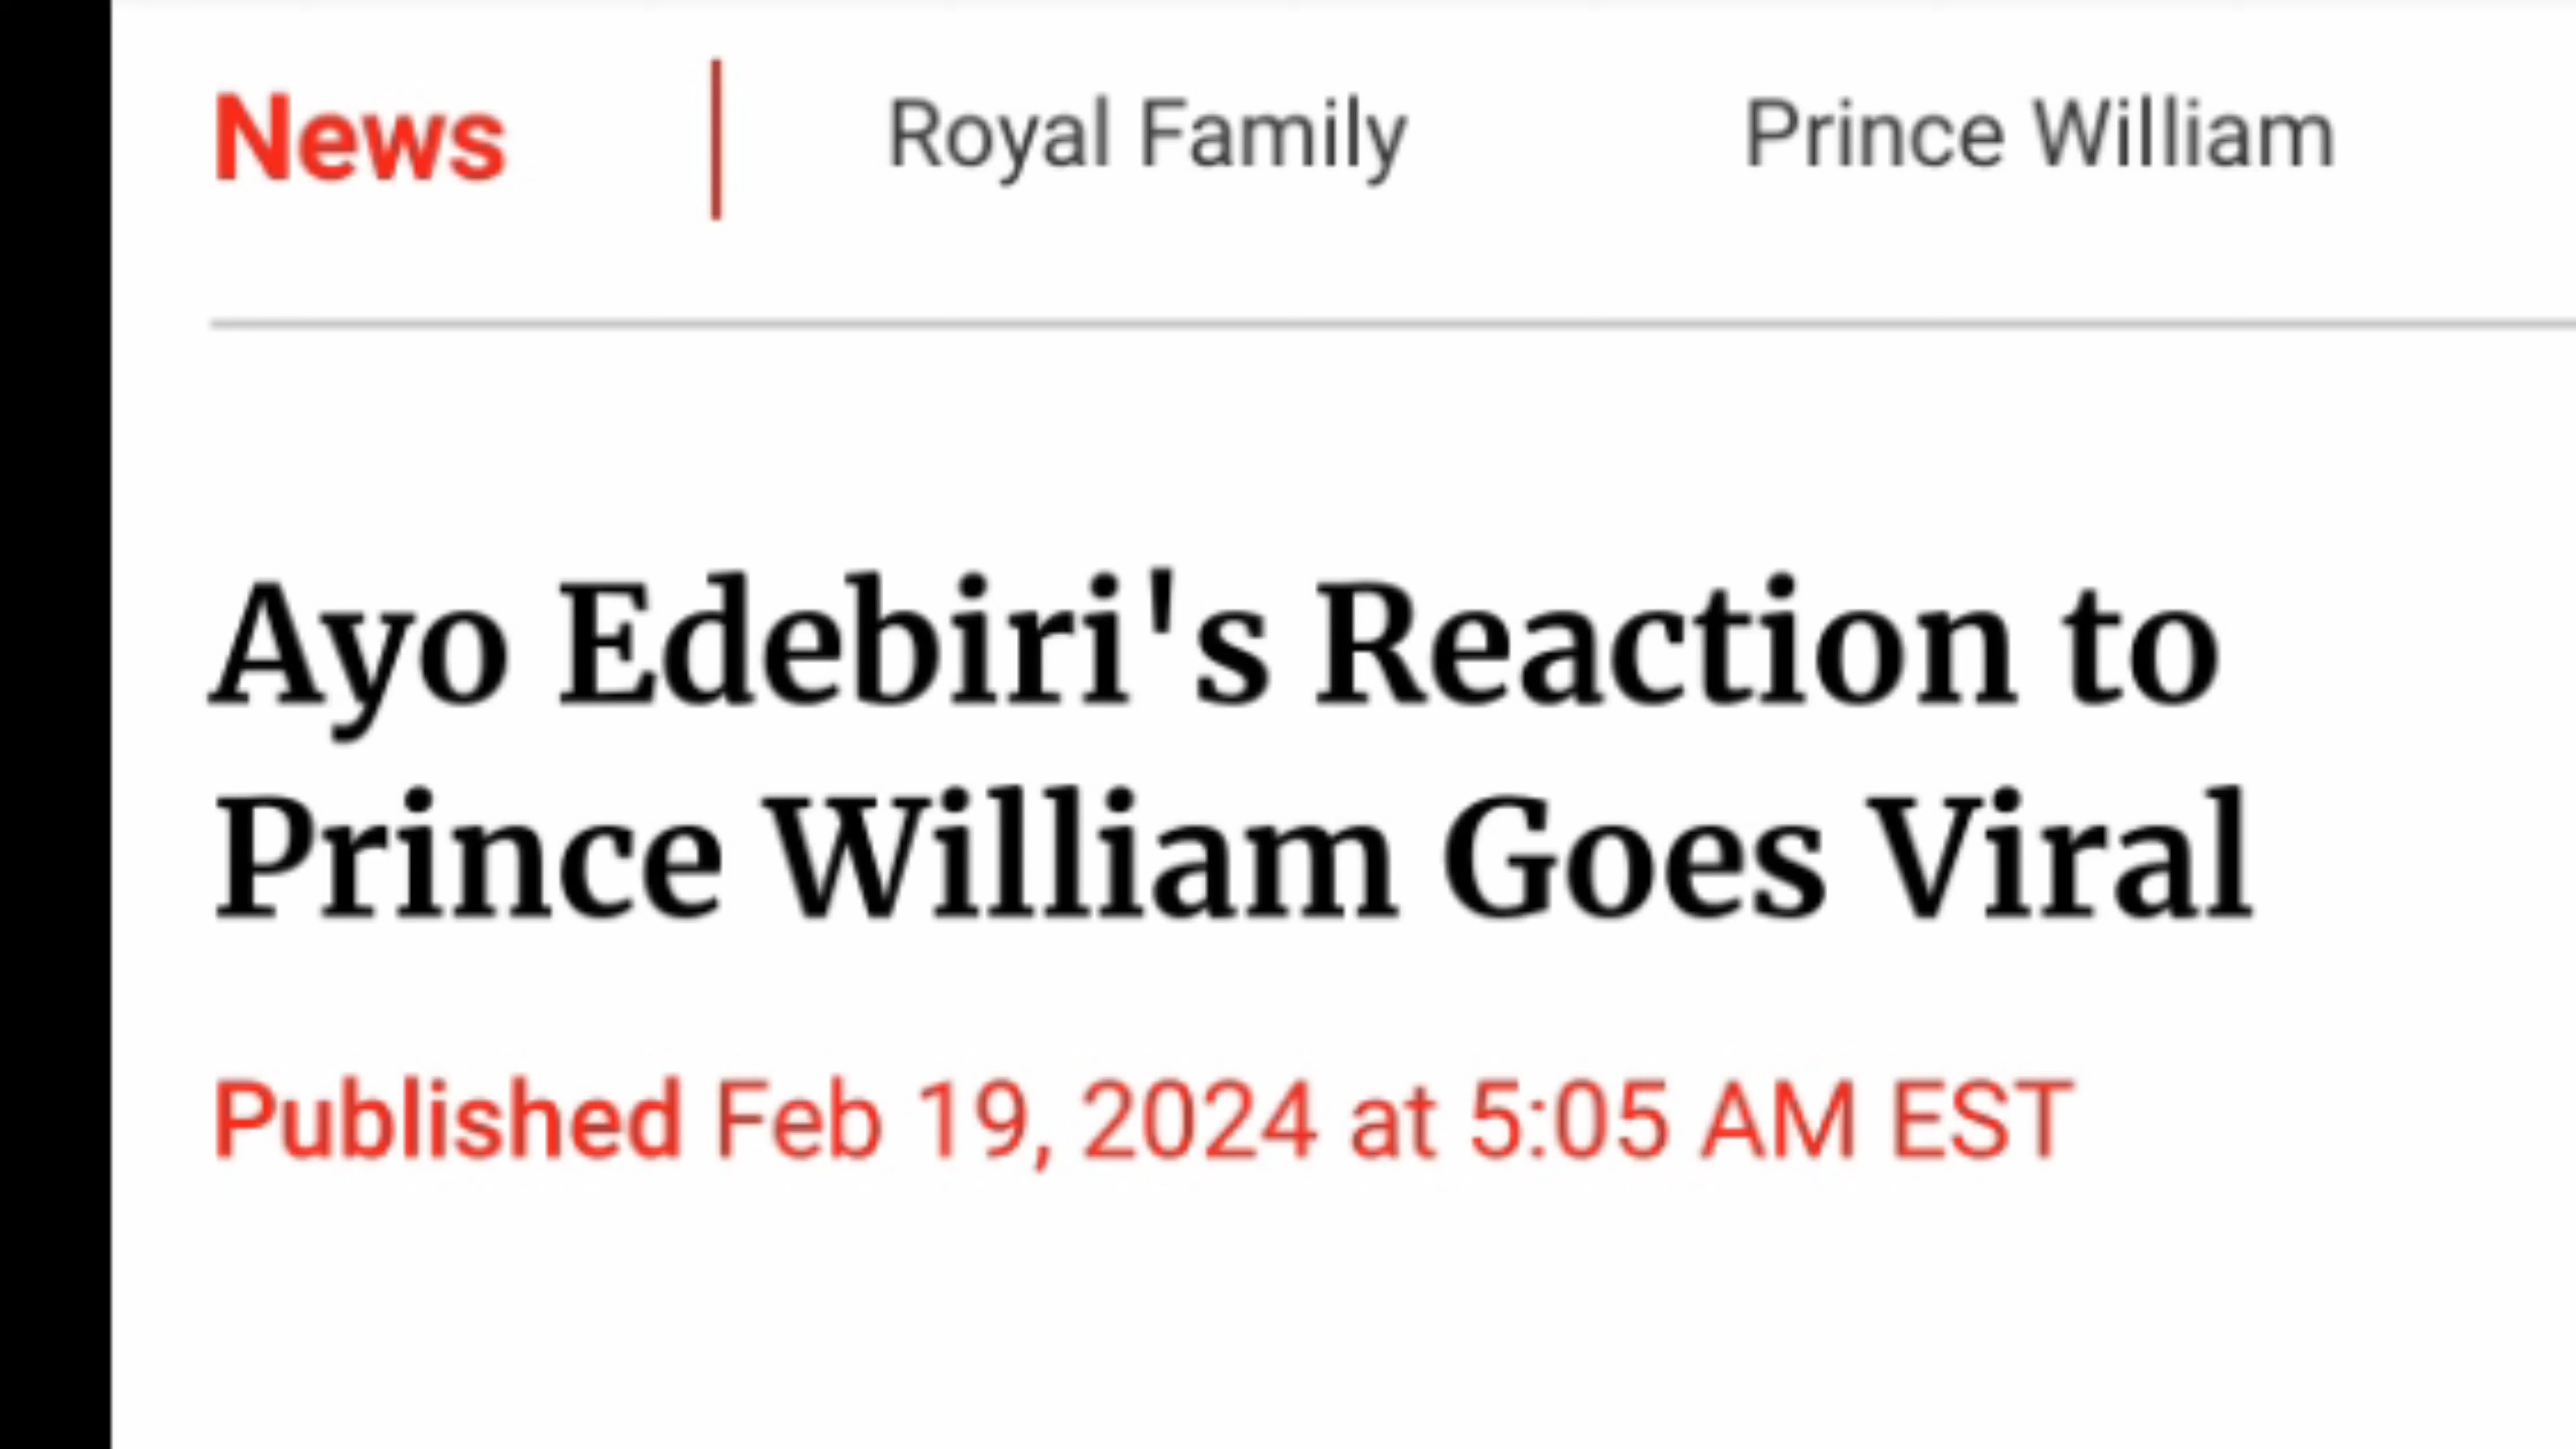 News | Royal Family Prince William
Ayo Edebiri's Reaction to
Prince William Goes Viral
Published Feb 19, 2024 at 5:05 AM EST